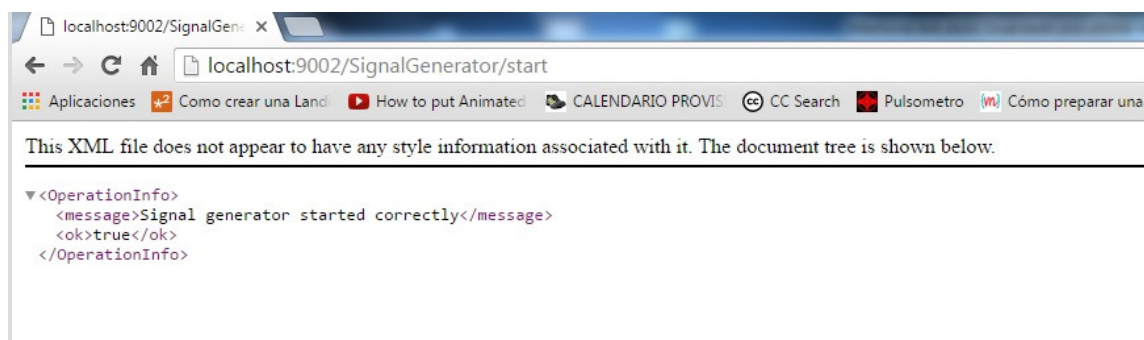 localhost:9002/SignalGene
localhost:9002/SignalGenerator/start
Aplicaciones Como crear una Landi How to put Animated CALENDARIO PROVIS cc CC Search Pulsometro (m) Cómo preparar una
This XML file does not appear to have any style information associated with it. The document tree is shown below.
▼<OperationInfo>
<message>Signal generator started correctly</message>
<ok>true</ok>
</OperationInfo>